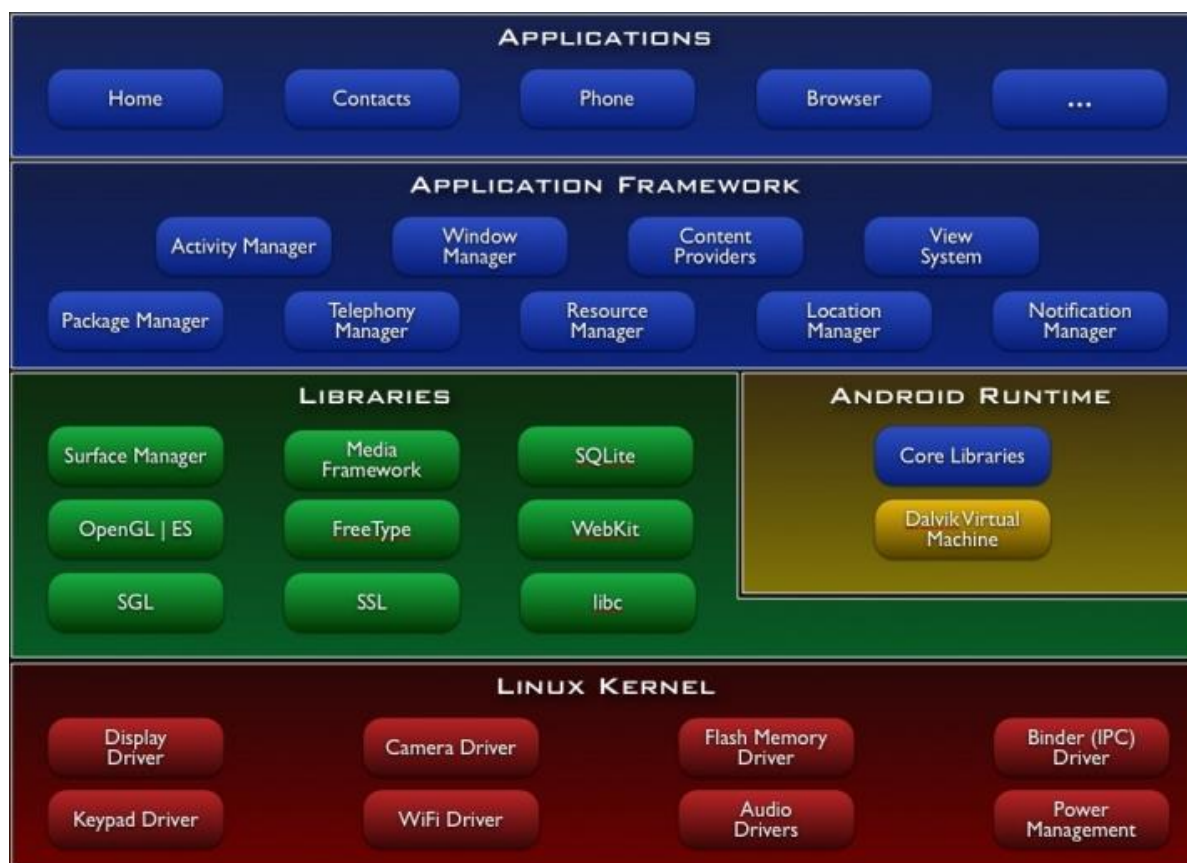 APPLICATIONS
Home
Contacts
Phone
Browser
...
APPLICATION FRAMEWORK
Activity Manager
Window
Manager
Content
Providers
View
System
Package Manager
Telephony
Manager
Resource
Manager
Location
Manager
Notification
Manager
LIBRARIES
Surface Manager
Media
Framework
SQLite
OpenGL | ES
FreeType
WebKit
SGL
SSL
libc
ANDROID RUNTIME
Core Libraries
Dalvik Virtual
Machine
LINUX KERNEL
Display
Driver
Camera Driver
Flash Memory
Driver
Binder (IPC)
Driver
Keypad Driver
WiFi Driver
Audio
Drivers
Power
Management